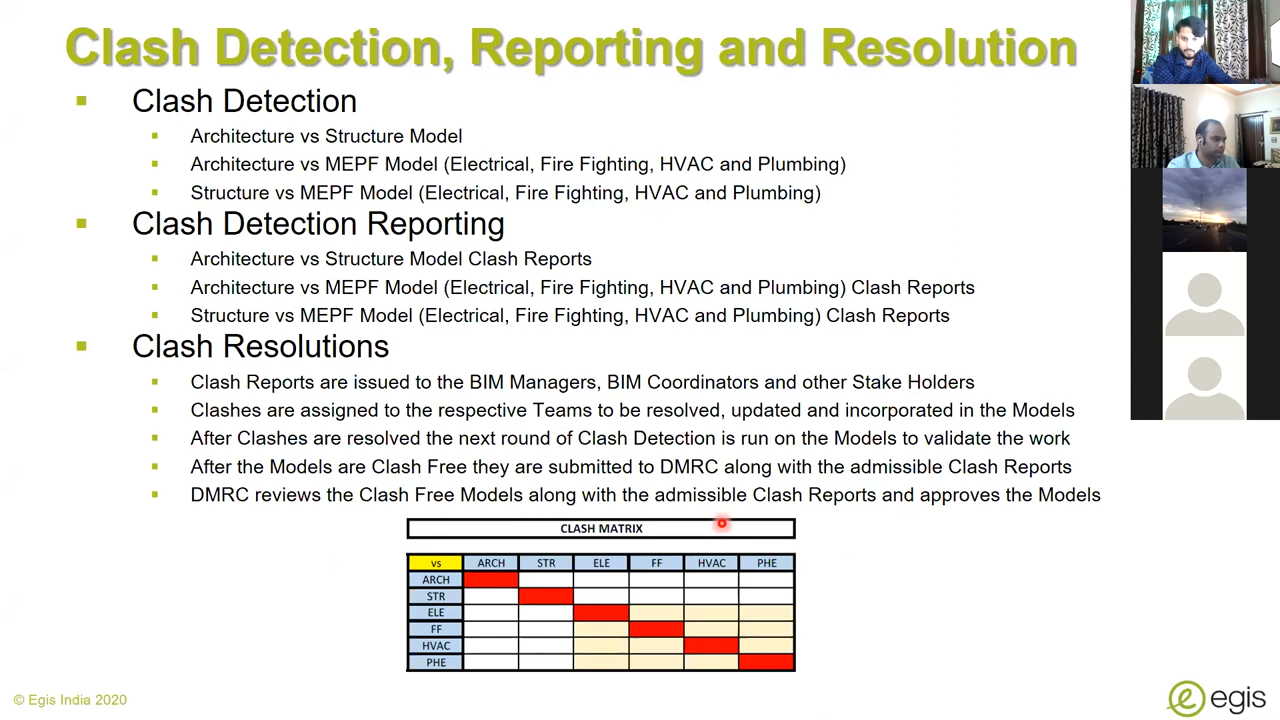 Clash Detection, Reporting and Resolution
Clash Detection
Architecture vs Structure Model
Architecture vs MEPF Model (Electrical, Fire Fighting, HVAC and Plumbing)
Structure vs MEPF Model (Electrical, Fire Fighting, HVAC and Plumbing)
Clash Detection Reporting
Architecture vs Structure Model Clash Reports
Architecture vs MEPF Model (Electrical, Fire Fighting, HVAC and Plumbing) Clash Reports
Structure vs MEPF Model (Electrical, Fire Fighting, HVAC and Plumbing) Clash Reports
Clash Resolutions
Clash Reports are issued to the BIM Managers, BIM Coordinators and other Stake Holders
Clashes are assigned to the respective Teams to be resolved, updated and incorporated in the Models
After Clashes are resolved the next round of Clash Detection is run on the Models to validate the work
After the Models are Clash Free they are submitted to DMRC along with the admissible Clash Reports
DMRC reviews the Clash Free Models along with the admissible Clash Reports and approves the Models
CLASH MATRIX
vs ARCH STR ELE FF HVAC PHE
ARCH
STR
ELE
FF
HVAC
PHE
© Egis India 2020
egis